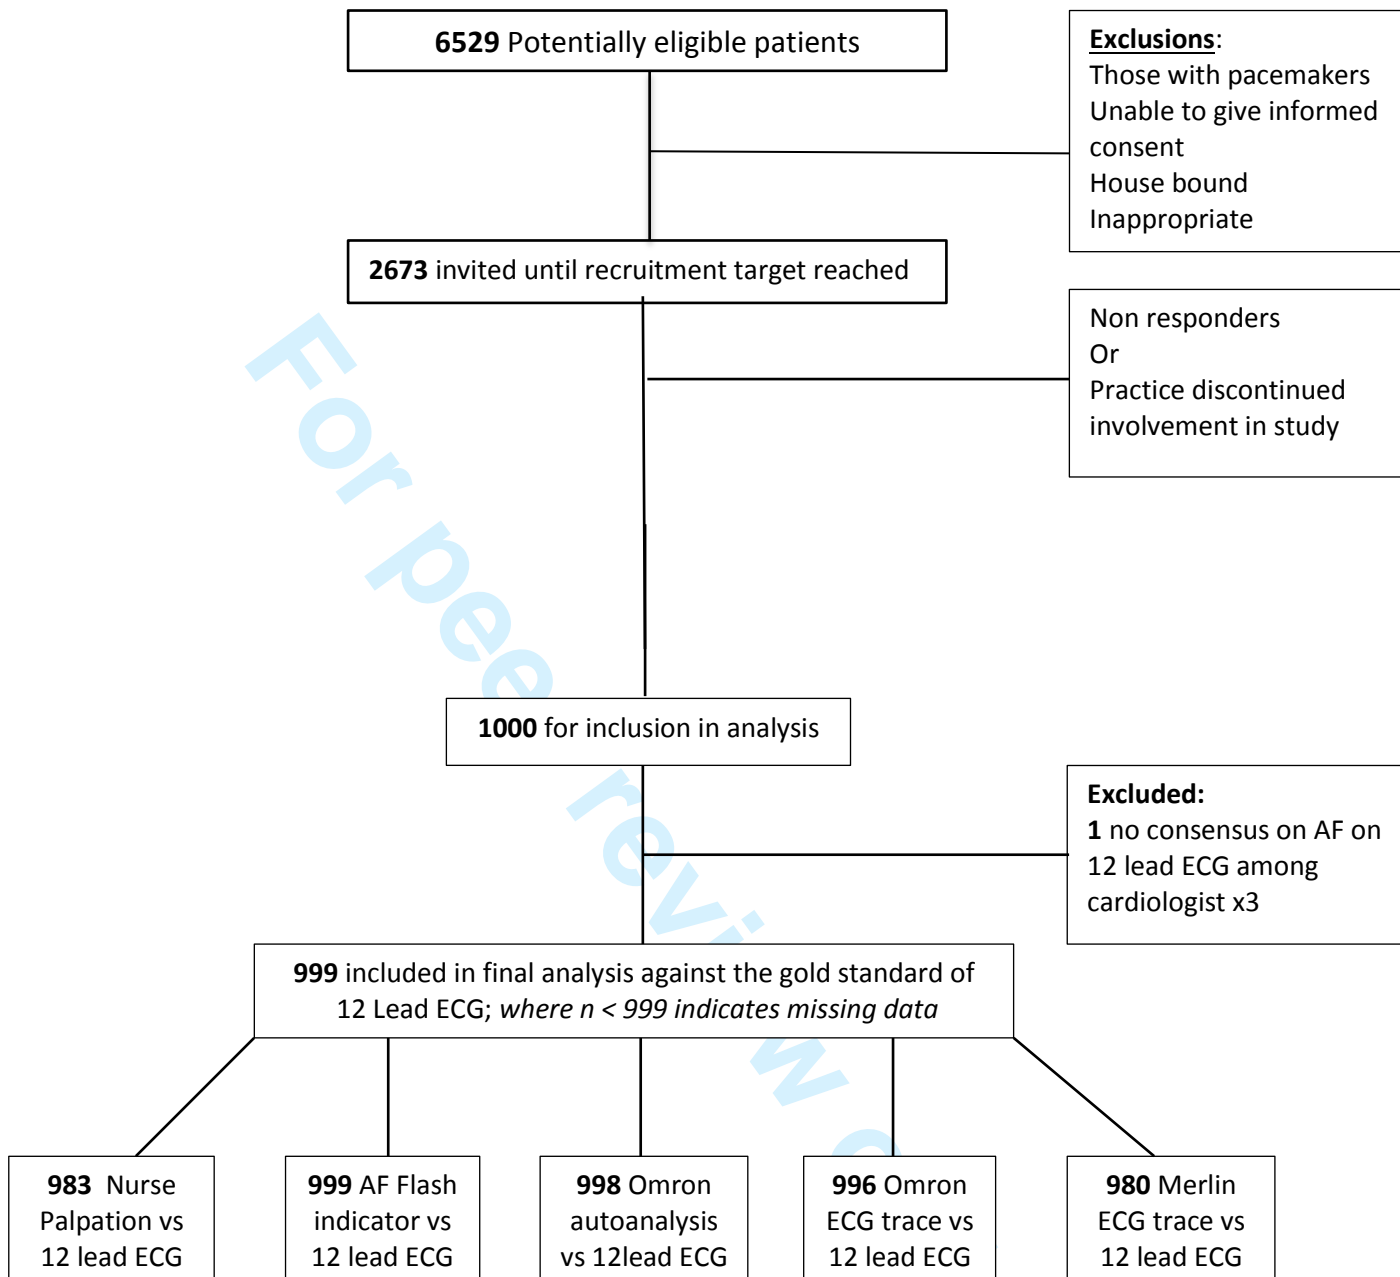 6529 Potentially eligible patients
Exclusions:
Those with pacemakers
Unable to give informed
consent
House bound
Inappropriate
2673 invited until recruitment target reached
Non responders
Or
Practice discontinued
involvement in study
1000 for inclusion in analysis
Excluded:
1 no consensus on AF on
12 lead ECG among
cardiologist x3
999 included in final analysis against the gold standard of
12 Lead ECG; where n < 999 indicates missing data
983 Nurse
Palpation vs
12 lead ECG
999 AF Flash
indicator vs
12 lead ECG
998 Omron
autoanalysis
vs 12lead ECG
996 Omron
ECG trace vs
12 lead ECG
980 Merlin
ECG trace vs
12 lead ECG
For peer review